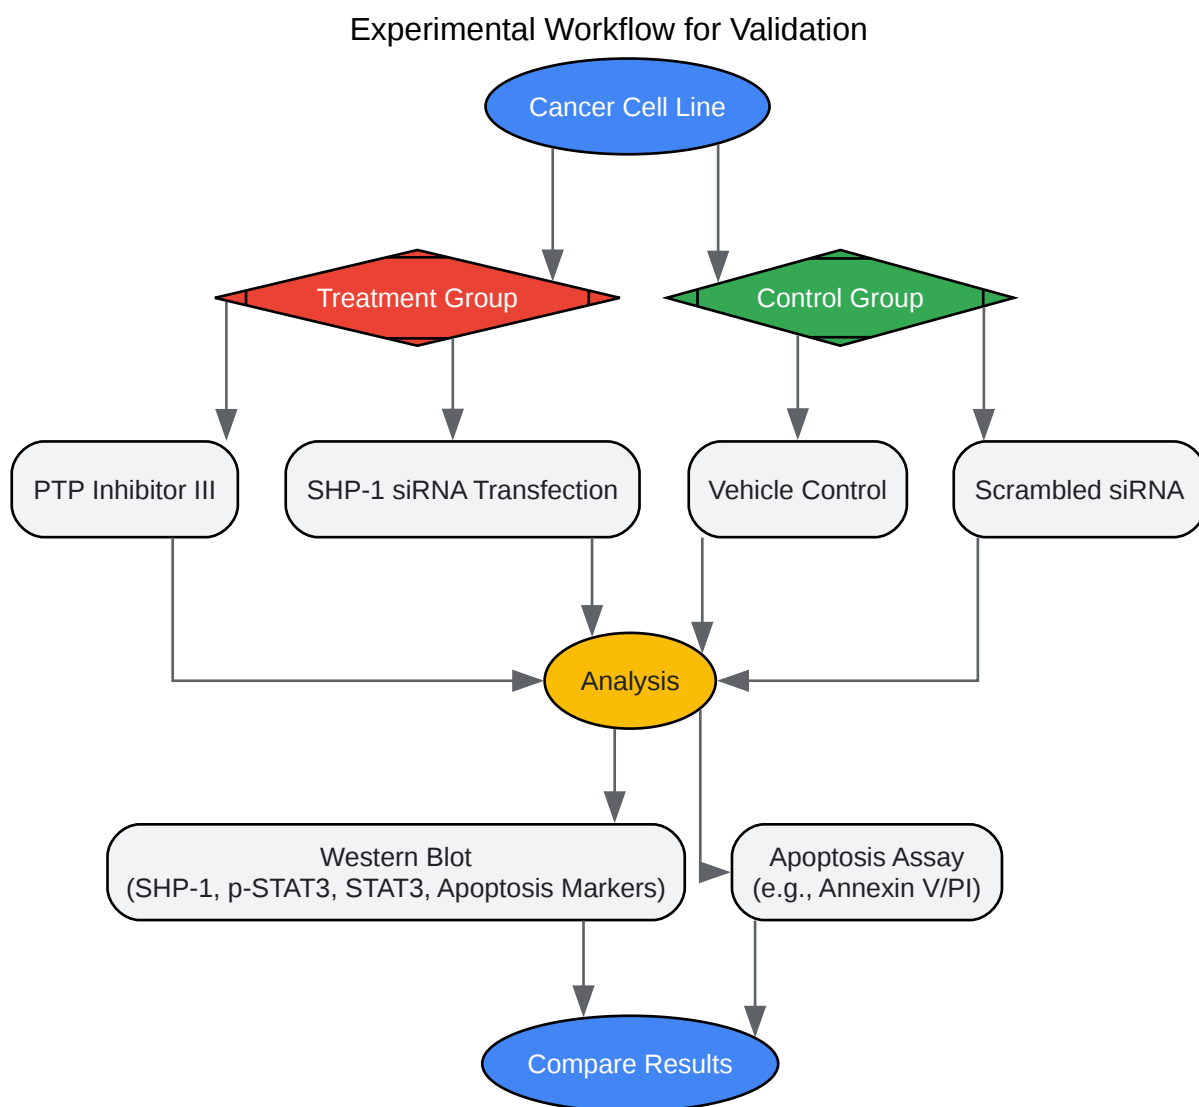 Experimental Workflow for Validation
Cancer Cell Line
Treatment Group
Control Group
PTP Inhibitor III
SHP-1 siRNA Transfection
Vehicle Control
Scrambled siRNA
Analysis
Western Blot
(SHP-1, p-STAT3, STAT3, Apoptosis Markers)
Apoptosis Assay
(e.g., Annexin V/PI)
Compare Results